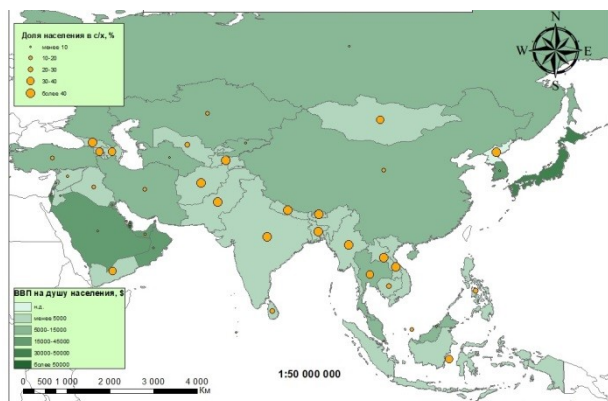 Доля населения в с/х, %
менее 10
10-20
20-30
30-40
более 40
N
W
E
S
ВВП на душу населения, $
н.д.
менее 5000
5000-15000
15000-45000
30000-50000
более 50000
1:50 000 000
0
500
1 000
2 000
3 000
4 000
Км